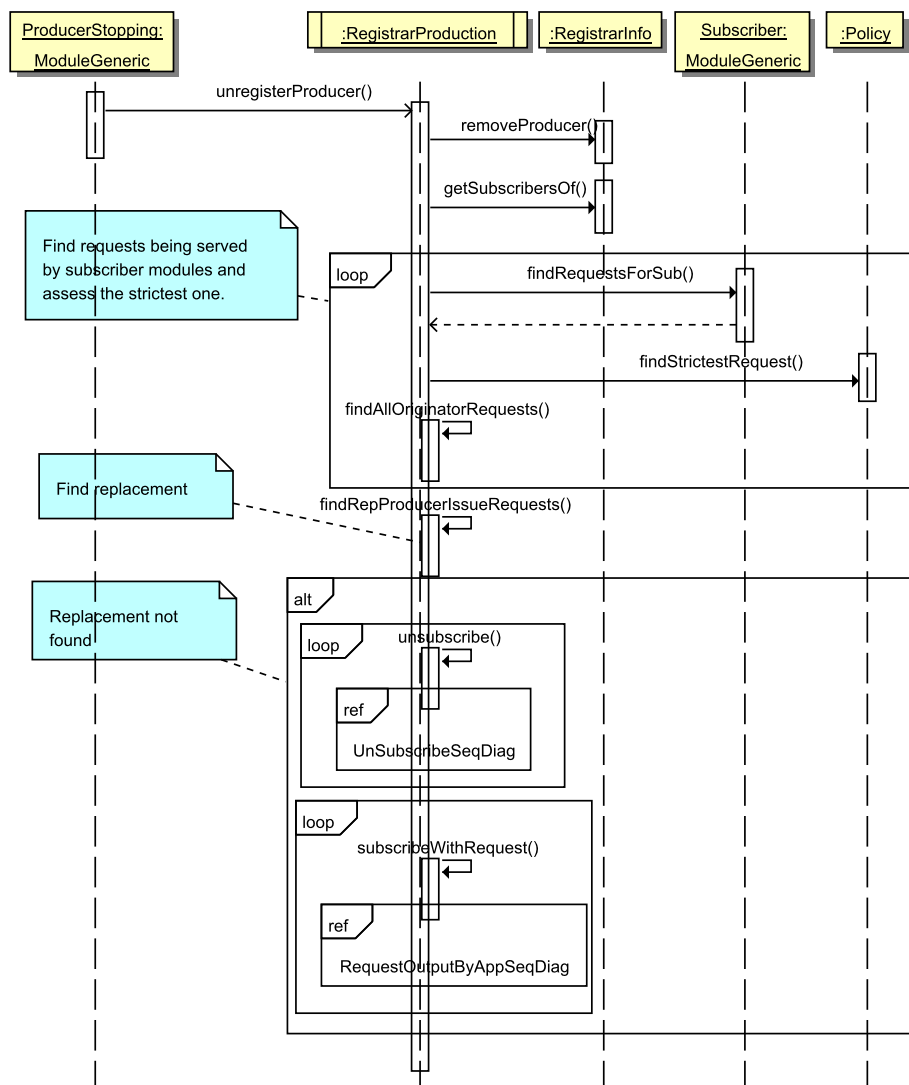 ProducerStopping:
ModuleGeneric
:RegistrarProduction
:RegistrarInfo
Subscriber:
ModuleGeneric
:Policy
unregisterProducer()
removeProducer()
getSubscribersOf()
Find requests being served
by subscriber modules and
assess the strictest one.
loop
findRequestsForSub()
findStrictestRequest()
findAllOriginatorRequests()
Find replacement
findRepProducerIssueRequests()
alt
Replacement not
found
loop
unsubscribe()
ref
UnSubscribeSeqDiag
loop
subscribeWithRequest()
ref
RequestOutputByAppSeqDiag